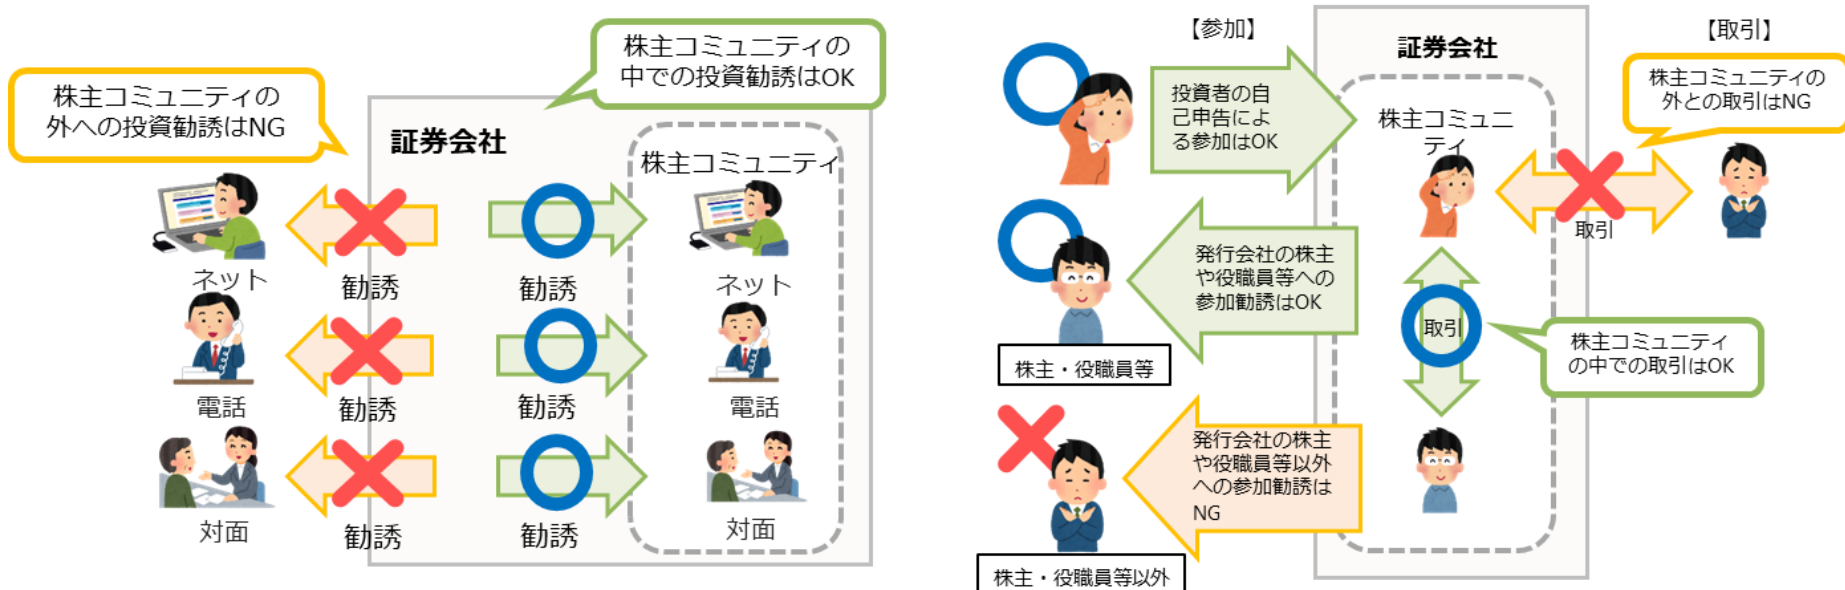 株主コミュニティの
外への投資勧誘はNG
株主コミュニティの
中での投資勧誘はOK
証券会社
株主コミュニティ
ネット
勧誘
勧誘
ネット
電話
勧誘
勧誘
電話
対面
勧誘
勧誘
対面
【参加】
証券会社
【取引】
投資者の自
己申告によ
る参加はOK
株主コミュニ
ティ
株主コミュニティの
外との取引はNG
取引
発行会社の株主
や役職員等への
参加勧誘はOK
株主・役職員等
取引
株主コミュニティ
の中での取引はOK
発行会社の株主
や役職員等以外
への参加勧誘は
NG
株主・役職員等以外